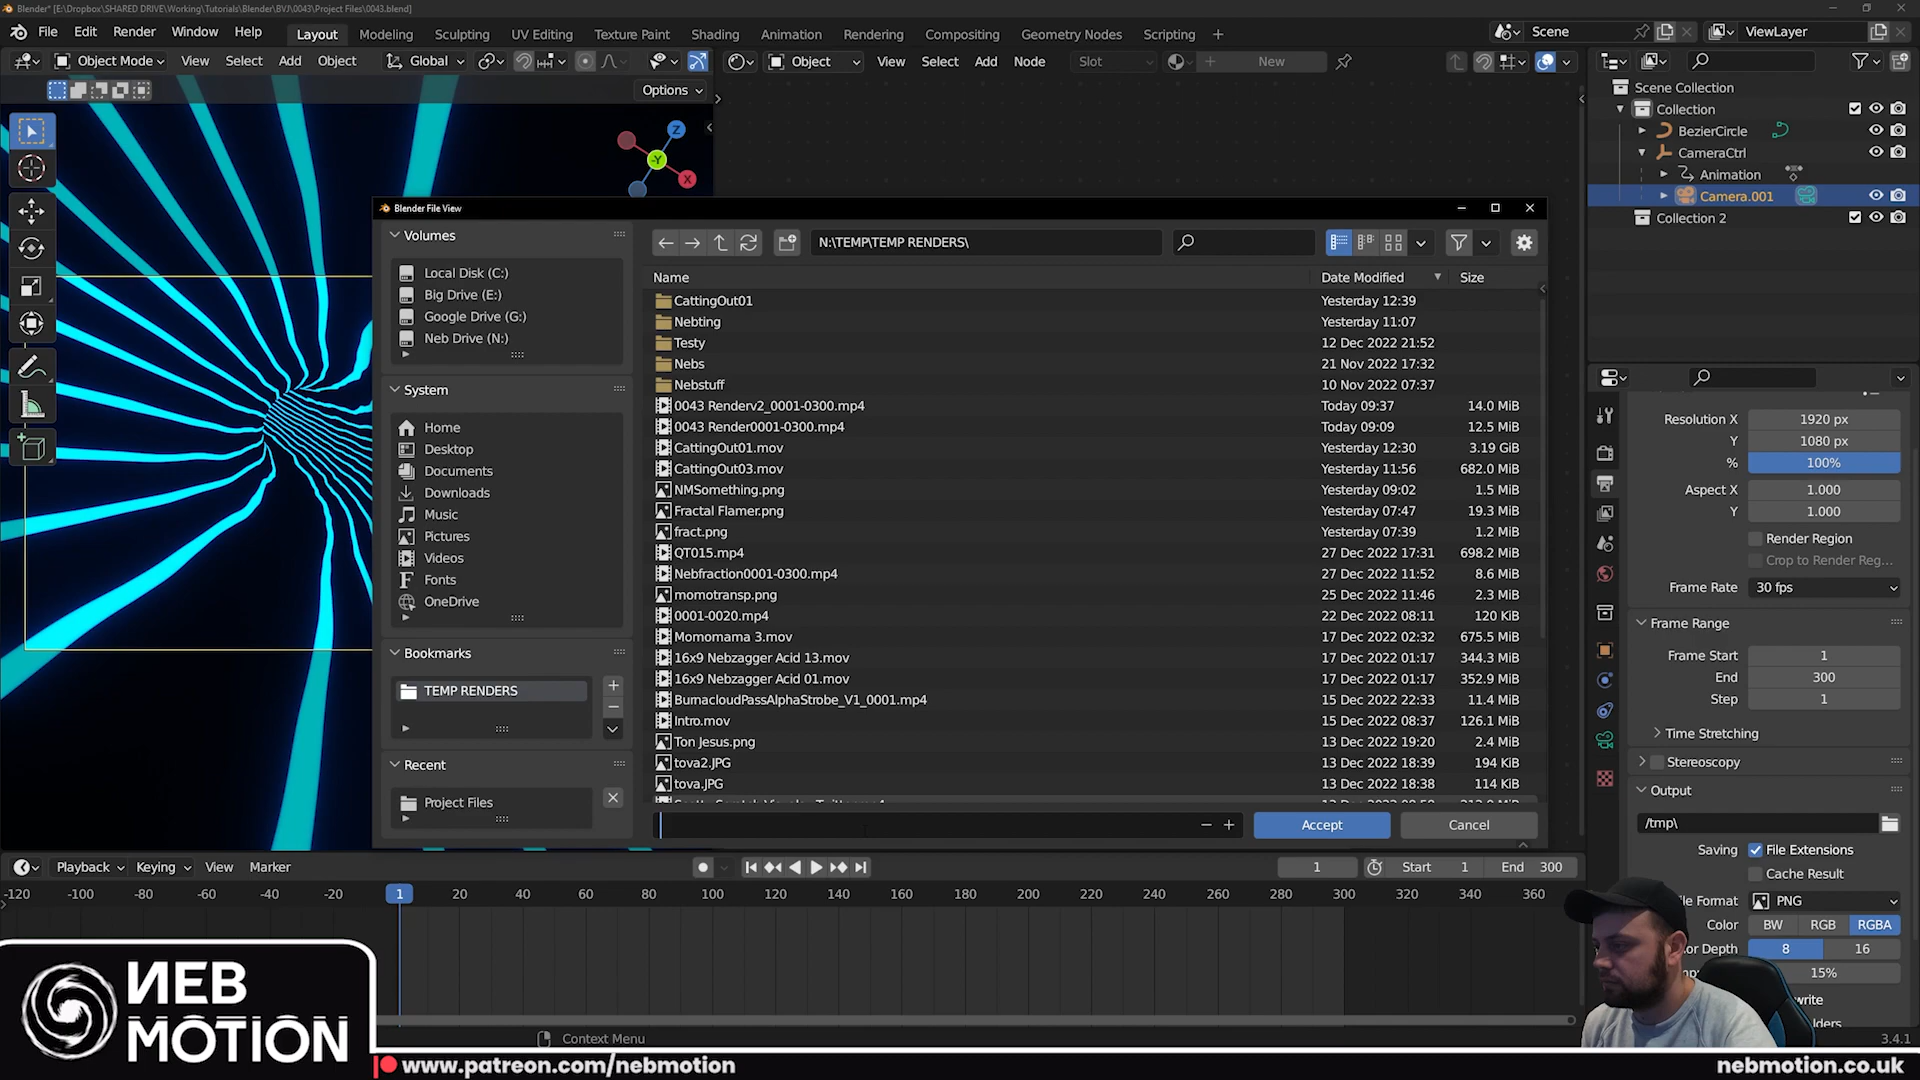 Blender* [E:\Dropbox\SHARED DRIVE\Working\Tutorials\Blender\BVJ\0043\Project Files\0043.blend]
File Edit Render Window Help Layout Modeling Sculpting UV Editing Texture Paint Shading Animation Rendering Compositing Geometry Nodes Scripting + Scene ViewLayer
Object Mode View Select Add Object Global Object View Select Add Node Slot New
Options
Scene Collection
Collection
BezierCircle
CameraCtrl
Animation
Camera.001
Collection 2
Z
-Y
X
Blender File View
Volumes
Local Disk (C:)
Big Drive (E:)
Google Drive (G:)
Neb Drive (N:)
System
Home
Desktop
Documents
Downloads
Music
Pictures
Videos
Fonts
OneDrive
Bookmarks
TEMP RENDERS
Recent
Project Files
N:\TEMP\TEMP RENDERS\
Name Date Modified Size
CattingOut01 Yesterday 12:39
Nebting Yesterday 11:07
Testy 12 Dec 2022 21:52
Nebs 21 Nov 2022 17:32
Nebstuff 10 Nov 2022 07:37
0043 Renderv2_0001-0300.mp4 Today 09:37 14.0 MiB
0043 Render0001-0300.mp4 Today 09:09 12.5 MiB
CattingOut01.mov Yesterday 12:30 3.19 GiB
CattingOut03.mov Yesterday 11:56 682.0 MiB
NMSomething.png Yesterday 09:02 1.5 MiB
Fractal Flamer.png Yesterday 07:47 19.3 MiB
fract.png Yesterday 07:39 1.2 MiB
QT015.mp4 27 Dec 2022 17:31 698.2 MiB
Nebfraction0001-0300.mp4 27 Dec 2022 11:52 8.6 MiB
momotransp.png 25 Dec 2022 11:46 2.3 MiB
0001-0020.mp4 22 Dec 2022 08:11 120 KiB
Momomama 3.mov 17 Dec 2022 02:32 675.5 MiB
16x9 Nebzagger Acid 13.mov 17 Dec 2022 01:17 344.3 MiB
16x9 Nebzagger Acid 01.mov 17 Dec 2022 01:17 352.9 MiB
BurnacloudPassAlphaStrobe_V1_0001.mp4 15 Dec 2022 22:33 11.4 MiB
Intro.mov 15 Dec 2022 08:37 126.1 MiB
Ton Jesus.png 13 Dec 2022 19:20 2.4 MiB
tova2.JPG 13 Dec 2022 18:39 194 KiB
tova.JPG 13 Dec 2022 18:38 114 KiB
Accept Cancel
Resolution X 1920 px
Y 1080 px
% 100%
Aspect X 1.000
Y 1.000
Render Region
Crop to Render Reg...
Frame Rate 30 fps
Frame Range
Frame Start 1
End 300
Step 1
Time Stretching
Stereoscopy
Output
/tmp\
Saving File Extensions
Cache Result
le Format PNG
Color BW RGB RGBA
or Depth 8 16
15%
write
lders
Playback Keying View Marker 1 Start 1 End 300
-120 -100 -80 -60 -40 -20 1 20 40 60 80 100 120 140 160 180 200 220 240 260 280 300 320 340 360
Context Menu 3.4.1
NEB
MOTION
www.patreon.com/nebmotion nebmotion.co.uk